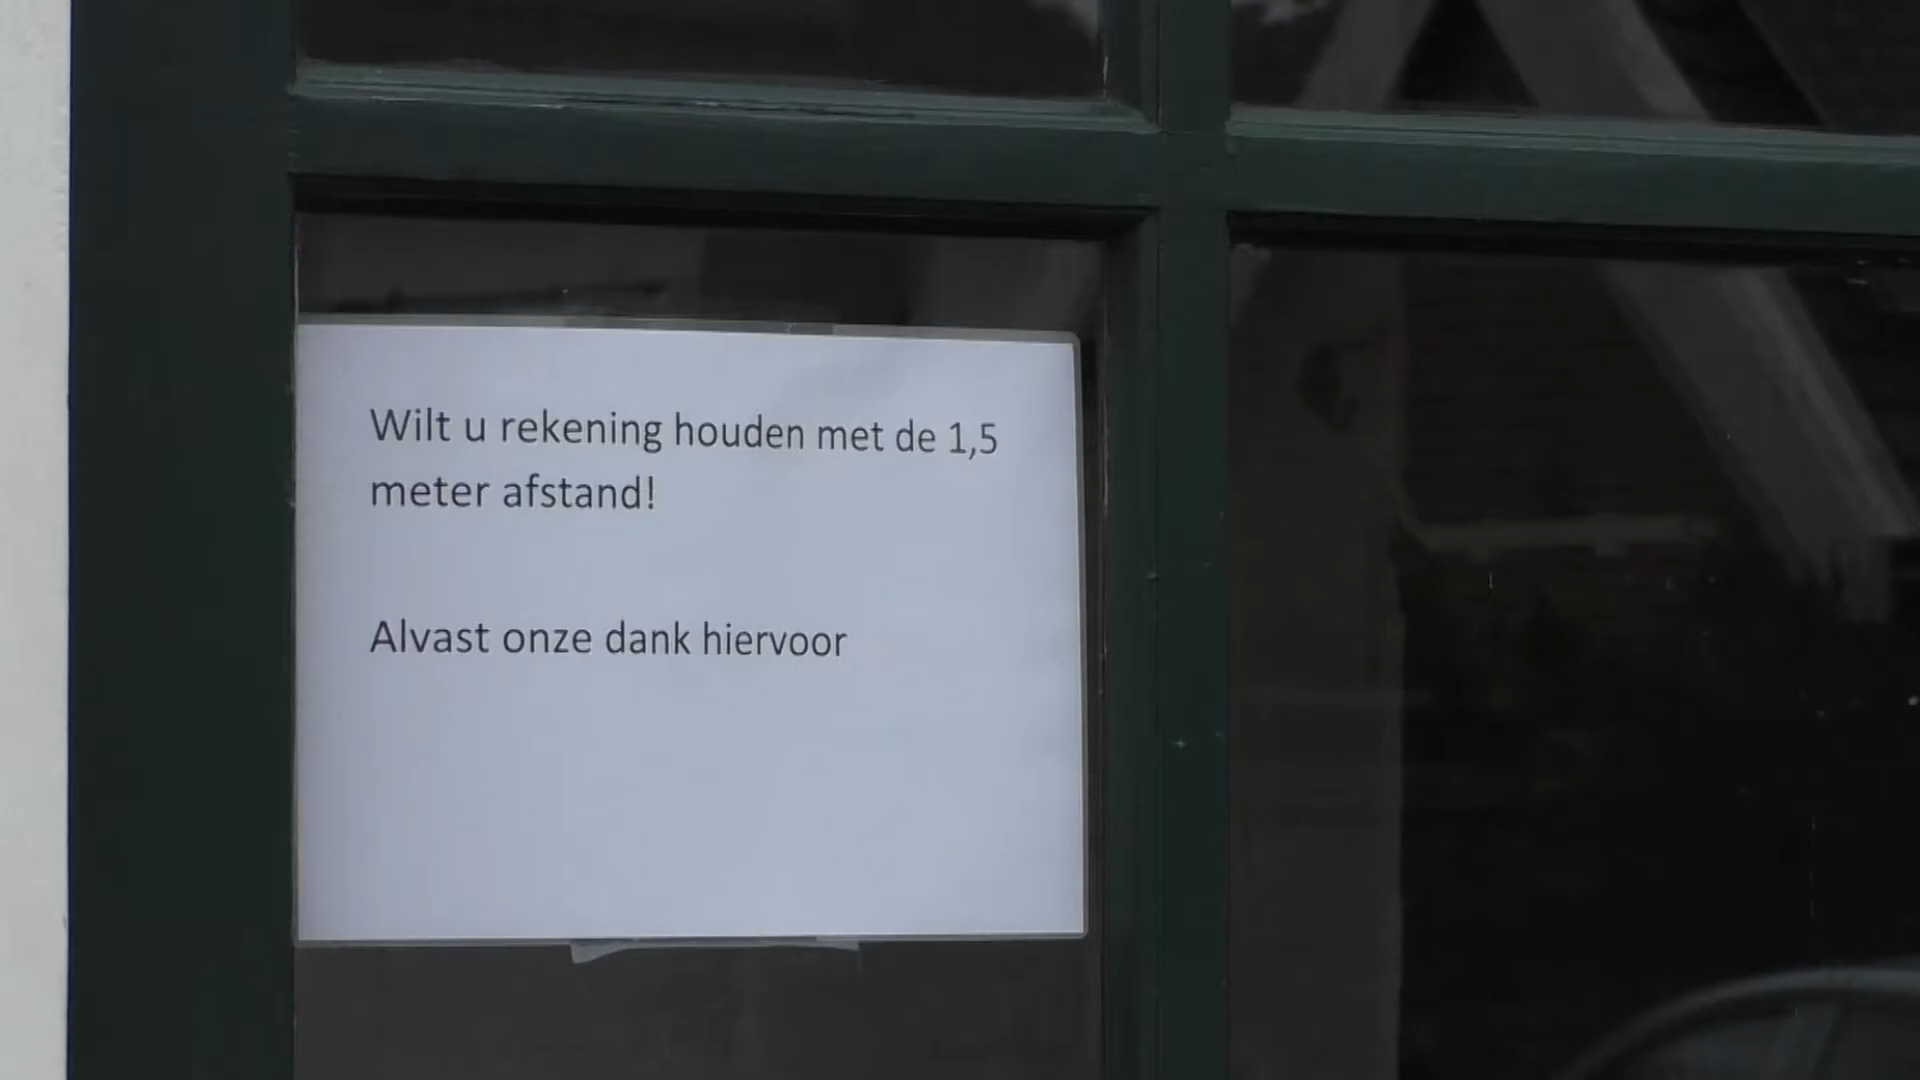 Wilt u rekening houden met de 1,5
meter afstand!
Alvast onze dank hiervoor